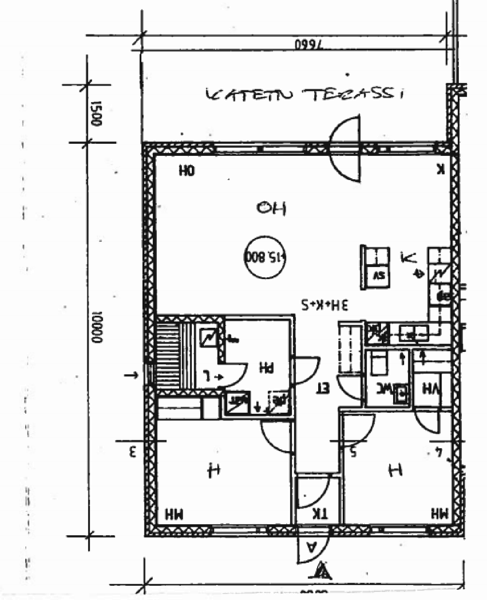 7660
KATETTU TERASSI
1500
OH
K
OH
+15.800
K
SV
3H+K+S
10000
PH
L
ET
WC
VH
3
5
4
H
H
MH
TK
MH
A